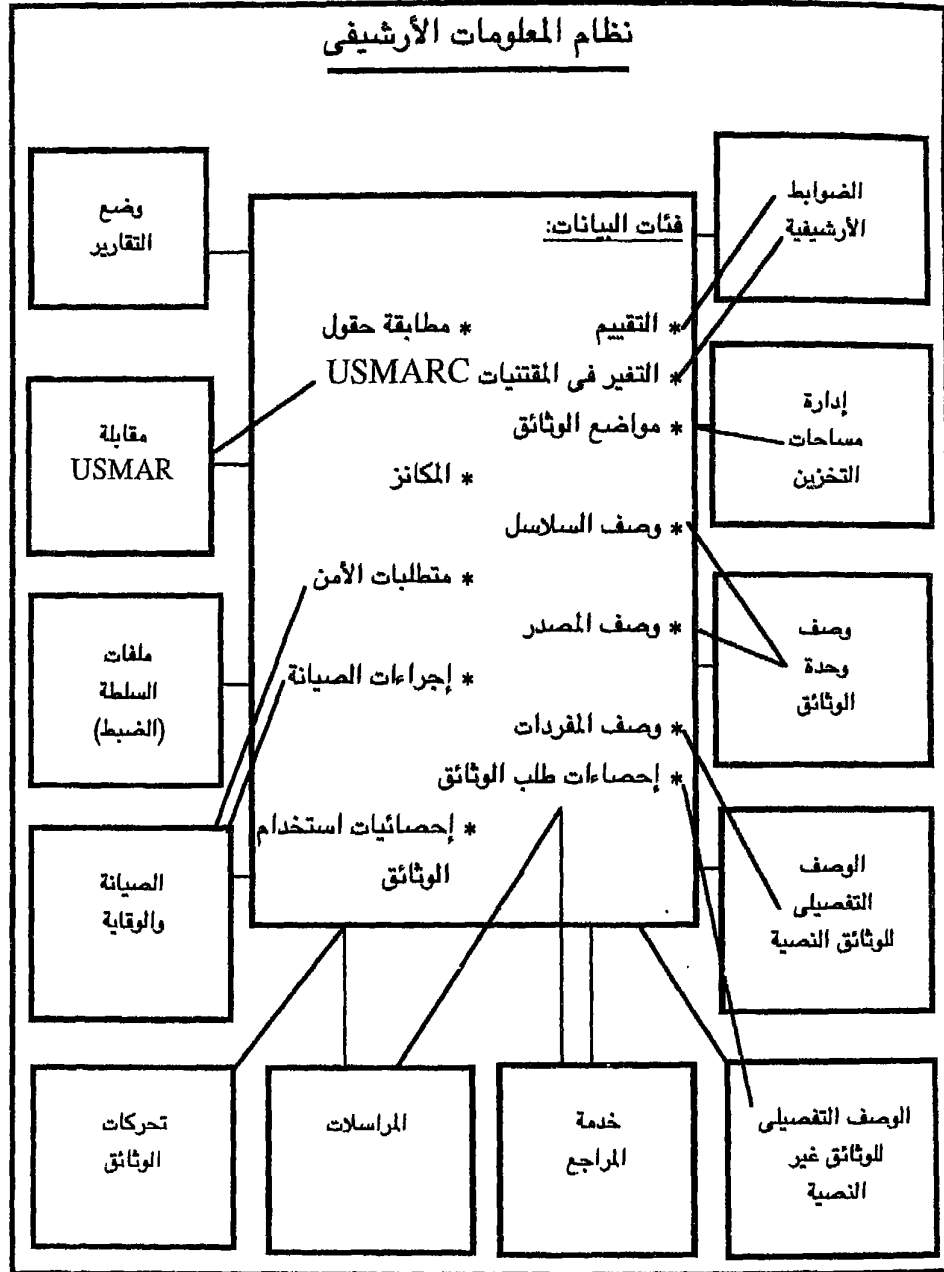 نظام المعلومات الأرشيفى
الضوابط
الأرشيفية
وضع
التقارير
فئات البيانات:
* التقييم
* مطابقة حقول
* التغير فى المقتنيات
USMARC
* مواضع الوثائق
* المكانز
* وصف السلاسل
* متطلبات الأمن
* وصف المصدر
* إجراءات الصيانة
* وصف المفردات
* إحصاءات طلب الوثائق
* إحصائيات استخدام
الوثائق
إدارة
مساحات
التخزين
مقابلة
USMAR
وصف
وحدة
الوثائق
ملفات
السلطة
(الضبط)
الوصف
التفصيلى
للوثائق النصية
الصيانة
والوقاية
الوصف التفصيلى
للوثائق غير
النصية
خدمة
المراجع
المراسلات
تحركات
الوثائق